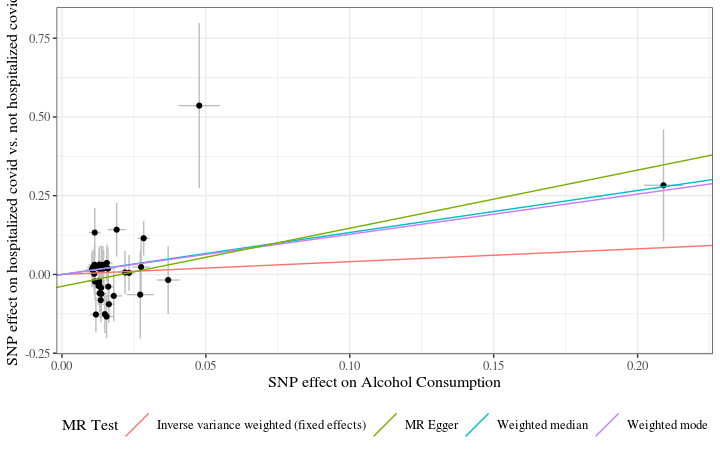 SNP effect on hospitalized covid vs. not hospitalized covid
0.75
0.50
0.25
0.00
-0.25
0.00 0.05 0.10 0.15 0.20
SNP effect on Alcohol Consumption
MR Test Inverse variance weighted (fixed effects) MR Egger Weighted median Weighted mode